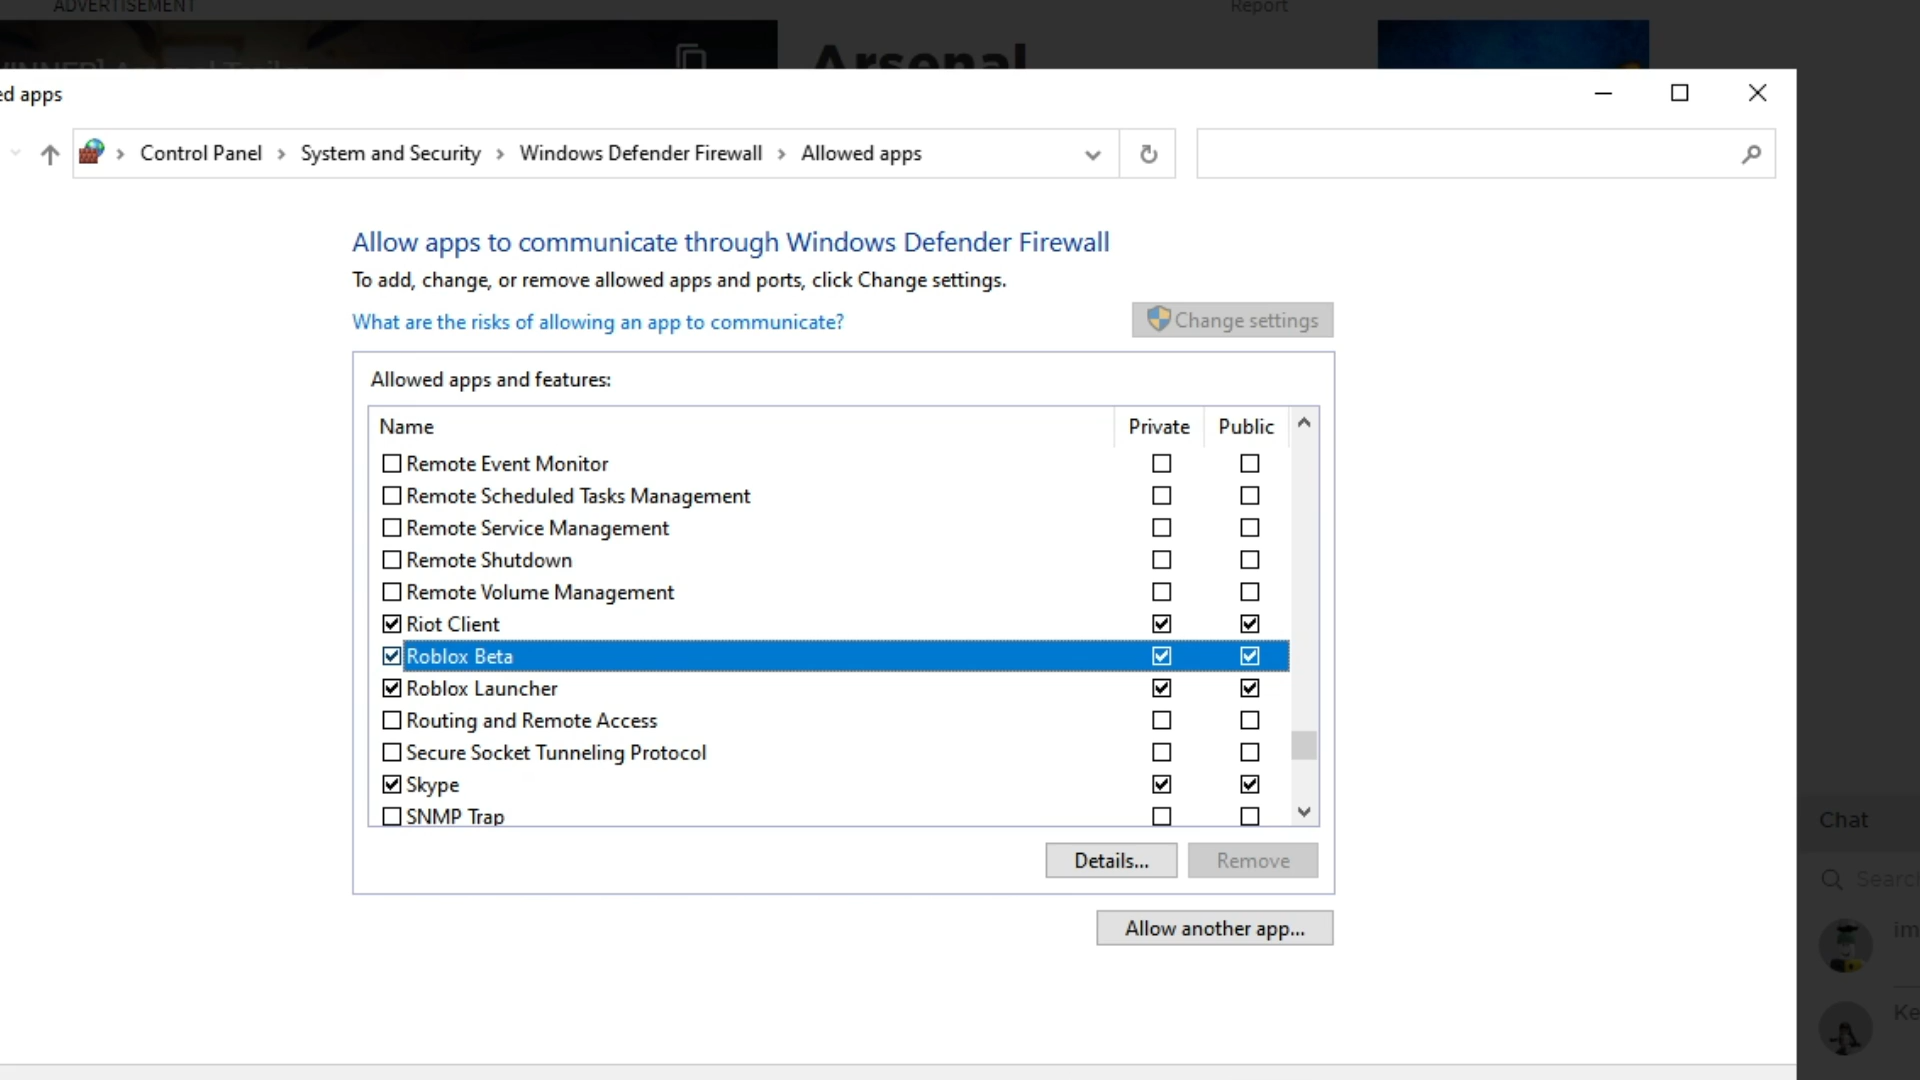 ADVERTISEMENT
Report
Arsenal
ed apps
Control Panel > System and Security > Windows Defender Firewall > Allowed apps
Allow apps to communicate through Windows Defender Firewall
To add, change, or remove allowed apps and ports, click Change settings.
What are the risks of allowing an app to communicate?
Change settings
Allowed apps and features:
Name Private Public
Remote Event Monitor
Remote Scheduled Tasks Management
Remote Service Management
Remote Shutdown
Remote Volume Management
Riot Client
Roblox Beta
Roblox Launcher
Routing and Remote Access
Secure Socket Tunneling Protocol
Skype
SNMP Trap
Details...
Remove
Allow another app...
Chat
Search
im
Ke